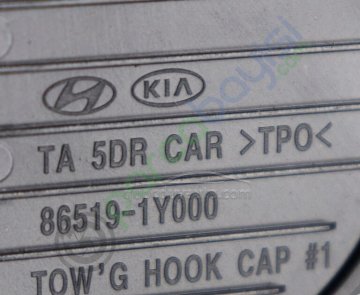 KIA
TA 5DR CAR >TPO<
86519-1Y000
TOW'G HOOK CAP #1